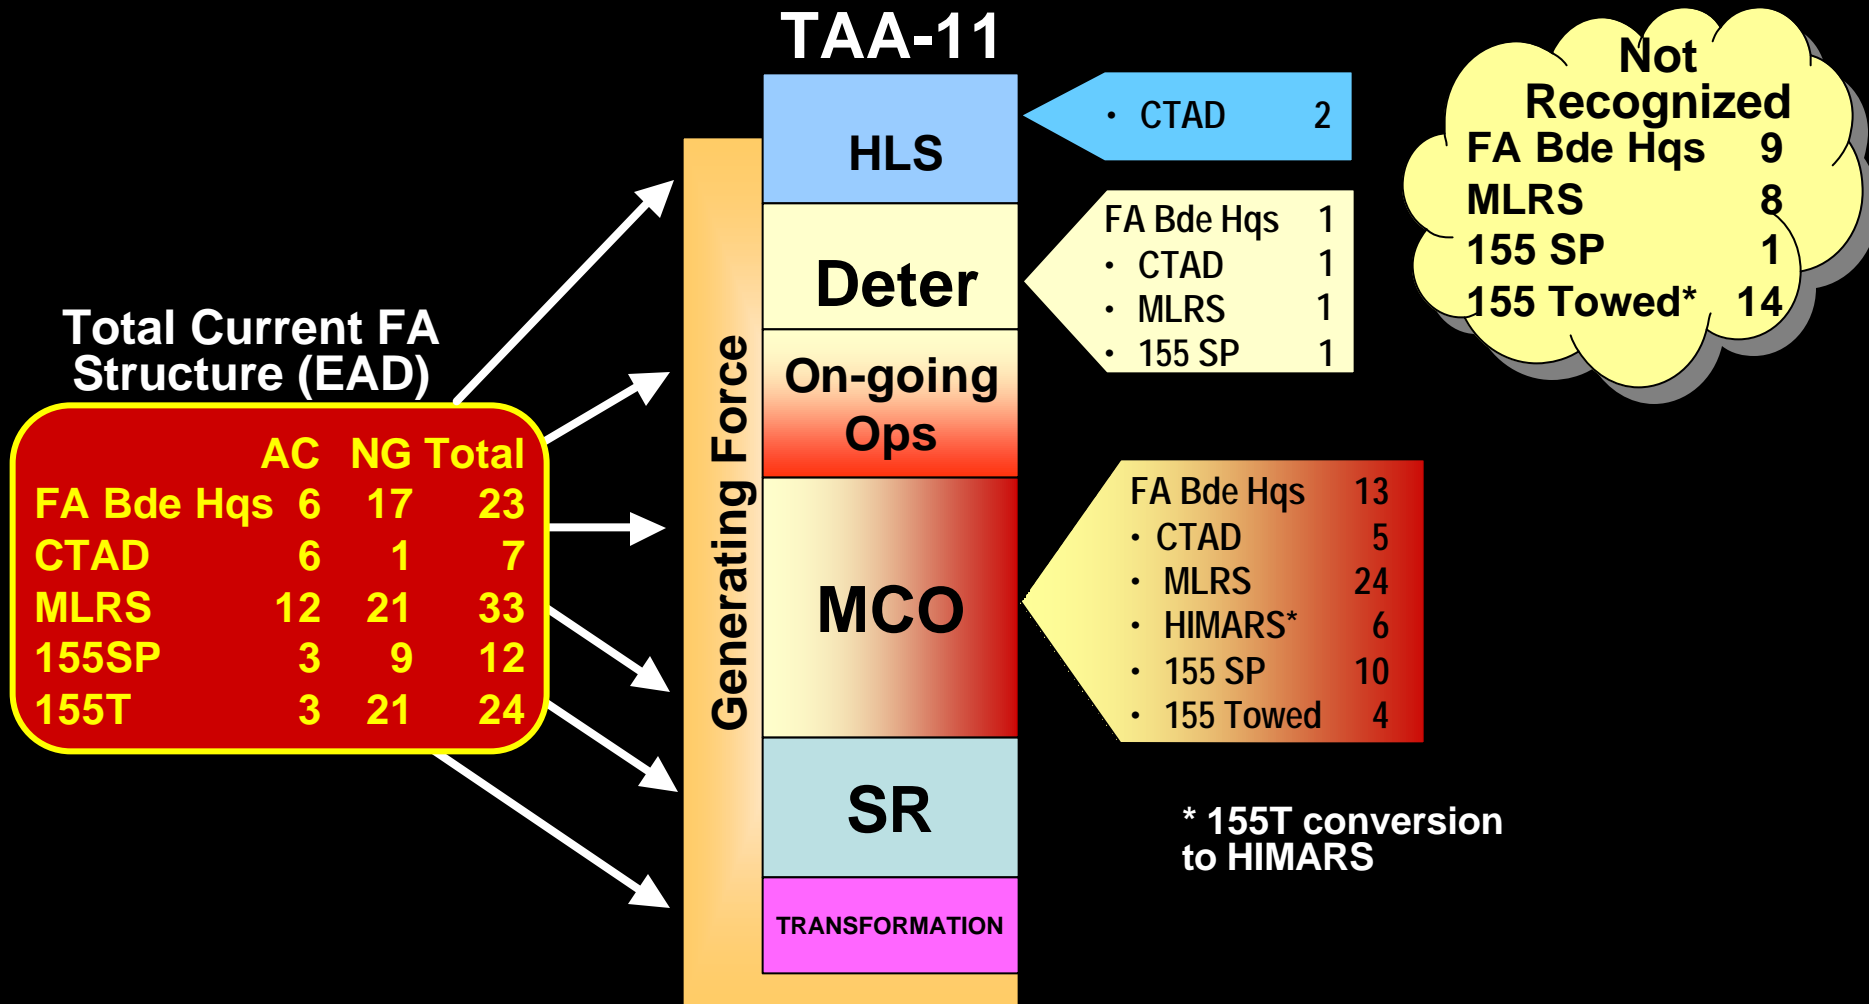 TAA-11
Total Current FA
Structure (EAD)
AC NG Total
FA Bde Hqs 6 17 23
CTAD 6 1 7
MLRS 12 21 33
155SP 3 9 12
155T 3 21 24
Generating Force
HLS
Deter
On-going
Ops
MCO
SR
TRANSFORMATION
• CTAD 2
FA Bde Hqs 1
• CTAD 1
• MLRS 1
• 155 SP 1
FA Bde Hqs 13
• CTAD 5
• MLRS 24
• HIMARS* 6
• 155 SP 10
• 155 Towed 4
* 155T conversion
to HIMARS
Not
Recognized
FA Bde Hqs 9
MLRS 8
155 SP 1
155 Towed* 14